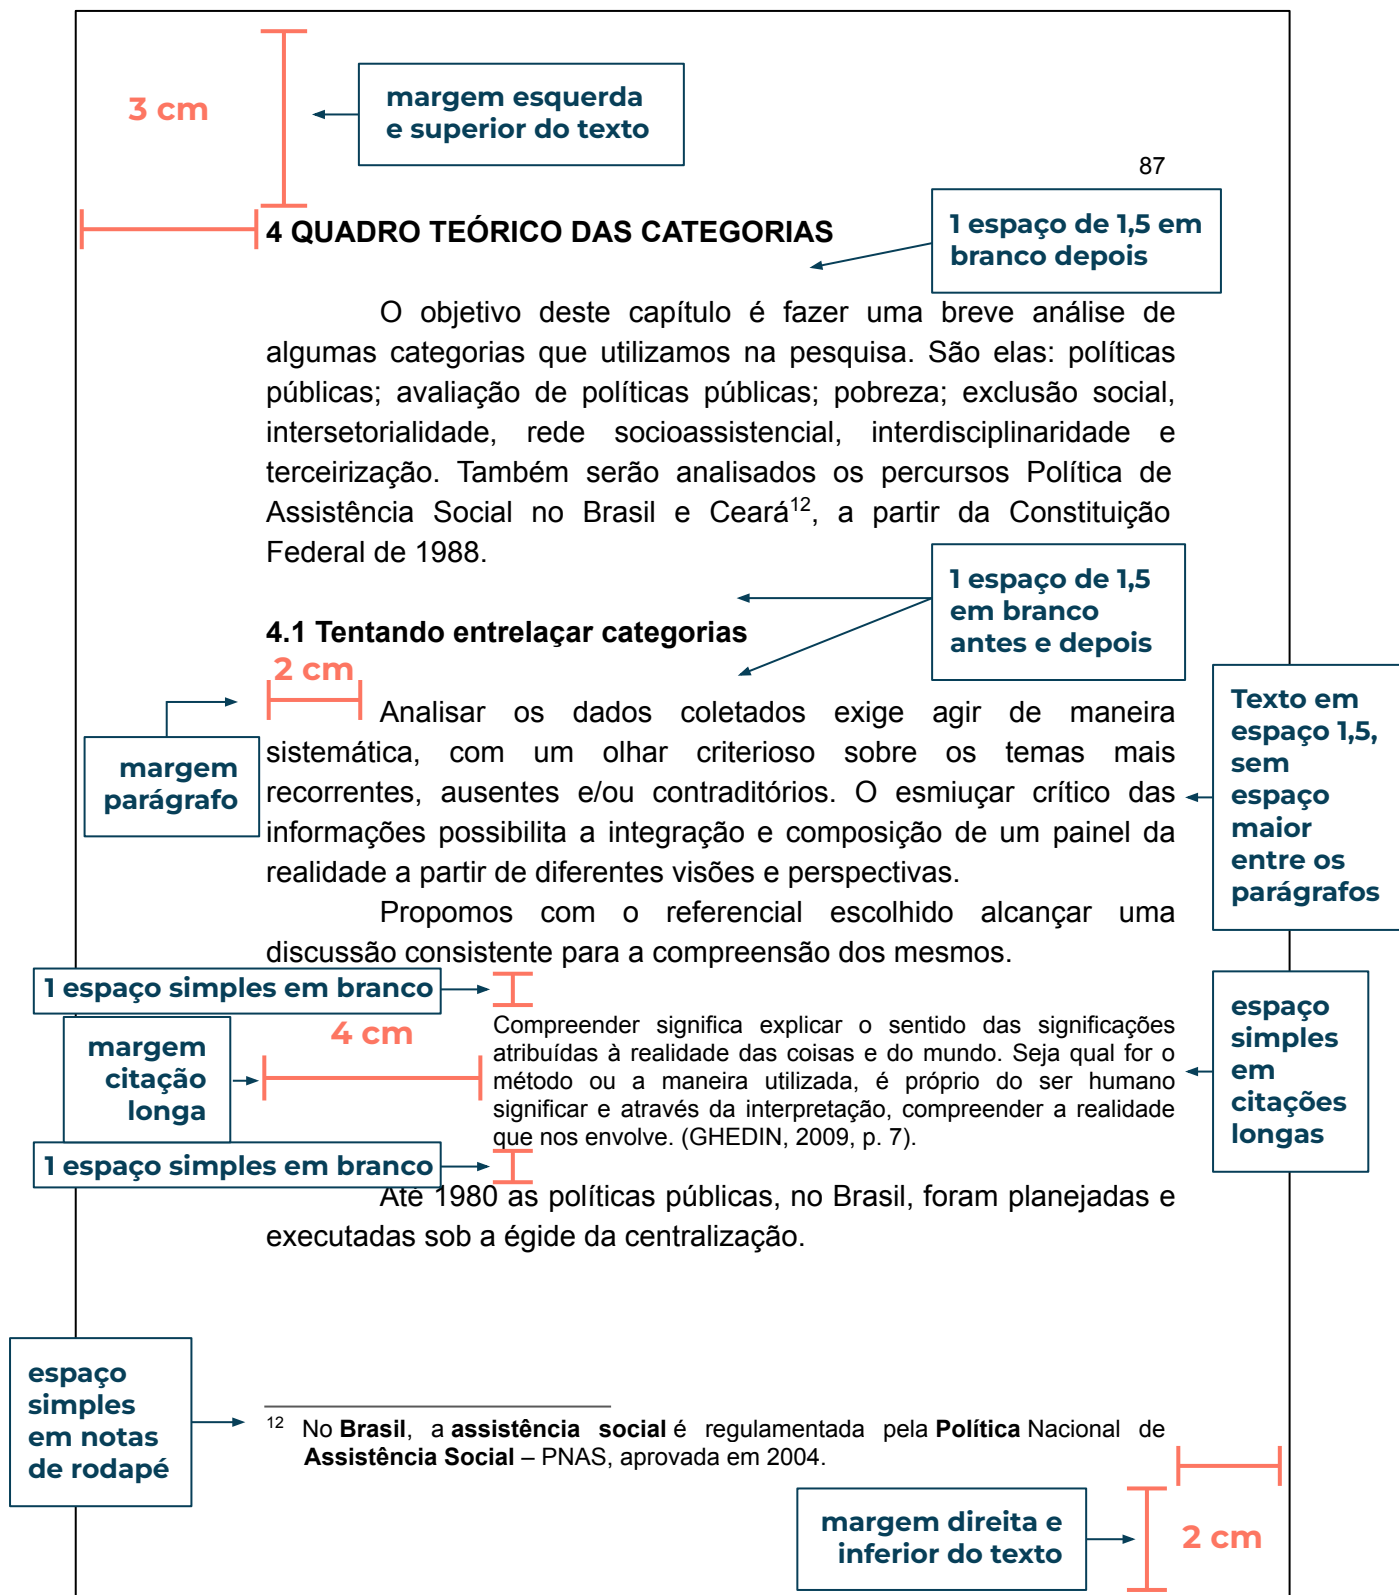 3 cm
margem esquerda
e superior do texto
87
4 QUADRO TEÓRICO DAS CATEGORIAS
1 espaço de 1,5 em
branco depois
O objetivo deste capítulo é fazer uma breve análise de
algumas categorias que utilizamos na pesquisa. São elas: políticas
públicas; avaliação de políticas públicas; pobreza; exclusão social,
intersetorialidade, rede socioassistencial, interdisciplinaridade e
terceirização. Também serão analisados os percursos Política de
Assistência Social no Brasil e Ceará12, a partir da Constituição
Federal de 1988.
1 espaço de 1,5
em branco
antes e depois
4.1 Tentando entrelaçar categorias
2 cm
margem
parágrafo
Analisar os dados coletados exige agir de maneira
sistemática, com um olhar criterioso sobre os temas mais
recorrentes, ausentes e/ou contraditórios. O esmiuçar crítico das
informações possibilita a integração e composição de um painel da
realidade a partir de diferentes visões e perspectivas.
Texto em
espaço 1,5,
sem
espaço
maior
entre os
parágrafos
Propomos com o referencial escolhido alcançar uma
discussão consistente para a compreensão dos mesmos.
1 espaço simples em branco
margem
citação
longa
4 cm
Compreender significa explicar o sentido das significações
atribuídas à realidade das coisas e do mundo. Seja qual for o
método ou a maneira utilizada, é próprio do ser humano
significar e através da interpretação, compreender a realidade
que nos envolve. (GHEDIN, 2009, p. 7).
espaço
simples
em
citações
longas
1 espaço simples em branco
Até 1980 as políticas públicas, no Brasil, foram planejadas e
executadas sob a égide da centralização.
espaço
simples
em notas
de rodapé
12 No Brasil, a assistência social é regulamentada pela Política Nacional de
Assistência Social – PNAS, aprovada em 2004.
margem direita e
inferior do texto
2 cm